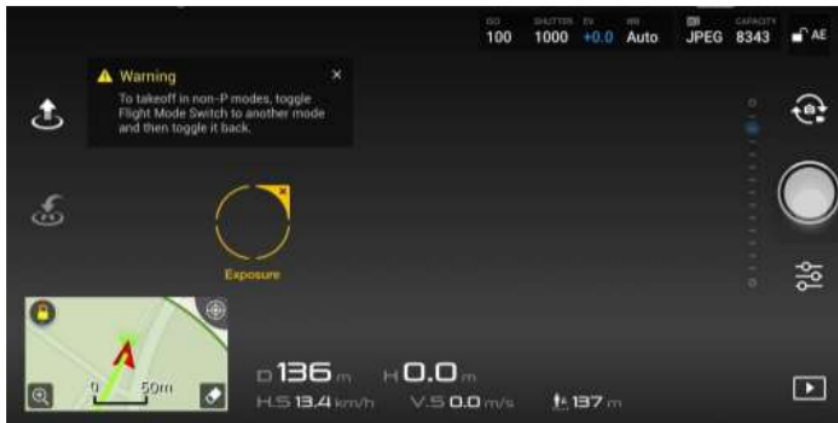 ISO SHUTTER EV WB CAPACITY
100 1000 +0.0 Auto JPEG 8343 AE
Warning
To takeoff in non-P modes, toggle
Flight Mode Switch to another mode
and then toggle it back.
Exposure
0 50m
D 136 m H 0.0 m
H.S 13.4 km/h V.S 0.0 m/s 137 m